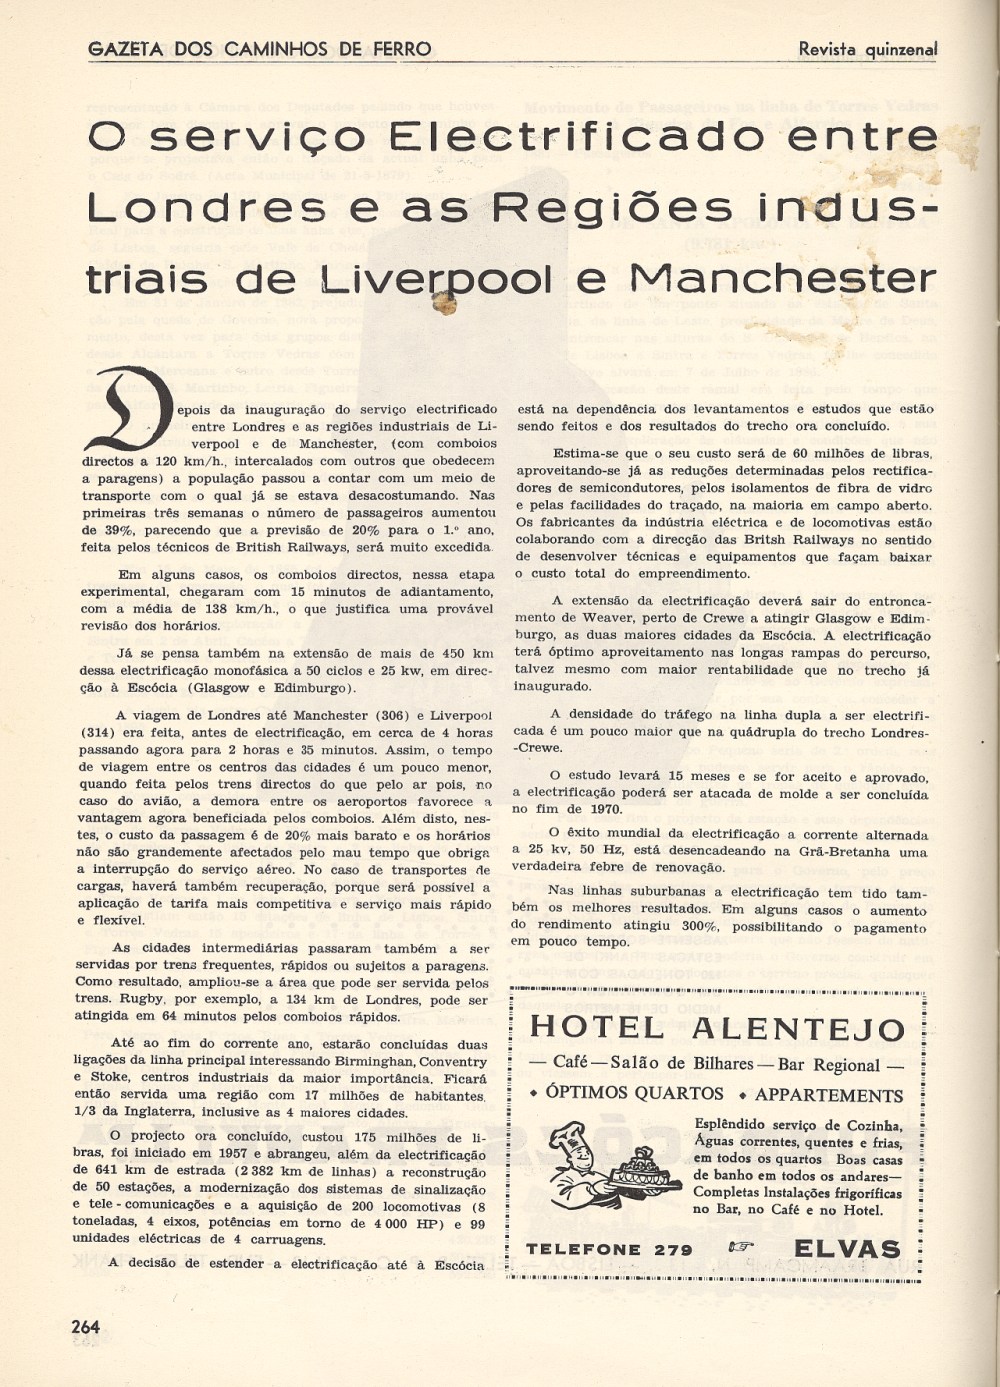 GAZETA DOS CAMINHOS DE FERRO
Revista quinzenal
O serviço Electrificado entre
Londres e as Regiões indus-
triais de Liverpool e Manchester
Depois da inauguração do serviço electrificado
entre Londres e as regiões industriais de Li-
verpool e de Manchester, (com comboios
directos a 120 km/h., intercalados com outros que obedecem
a paragens) a população passou a contar com um meio de
transporte com o qual já se estava desacostumando. Nas
primeiras três semanas o número de passageiros aumentou
de 39%, parecendo que a previsão de 20% para o 1.º ano,
feita pelos técnicos de British Railways, será muito excedida.
Em alguns casos, os comboios directos, nessa etapa
experimental, chegaram com 15 minutos de adiantamento,
com a média de 138 km/h., o que justifica uma provável
revisão dos horários.
Já se pensa também na extensão de mais de 450 km
dessa electrificação monofásica a 50 ciclos e 25 kw, em direc-
ção à Escócia (Glasgow e Edimburgo).
A viagem de Londres até Manchester (306) e Liverpool
(314) era feita, antes de electrificação, em cerca de 4 horas
passando agora para 2 horas e 35 minutos. Assim, o tempo
de viagem entre os centros das cidades é um pouco menor,
quando feita pelos trens directos do que pelo ar pois, no
caso do avião, a demora entre os aeroportos favorece a
vantagem agora beneficiada pelos comboios. Além disto, nes-
tes, o custo da passagem é de 20% mais barato e os horários
não são grandemente afectados pelo mau tempo que obriga
a interrupção do serviço aéreo. No caso de transportes de
cargas, haverá também recuperação, porque será possível a
aplicação de tarifa mais competitiva e serviço mais rápido
e flexível.
As cidades intermediárias passaram também a ser
servidas por trens frequentes, rápidos ou sujeitos a paragens.
Como resultado, ampliou-se a área que pode ser servida pelos
trens. Rugby, por exemplo, a 134 km de Londres, pode ser
atingida em 64 minutos pelos comboios rápidos.
Até ao fim do corrente ano, estarão concluídas duas
ligações da linha principal interessando Birminghan, Conventry
e Stoke, centros industriais da maior importância. Ficará
então servida uma região com 17 milhões de habitantes,
1/3 da Inglaterra, inclusive as 4 maiores cidades.
O projecto ora concluído, custou 175 milhões de li-
bras, foi iniciado em 1957 e abrangeu, além da electrificação
de 641 km de estrada (2 382 km de linhas) a reconstrução
de 50 estações, a modernização dos sistemas de sinalização
e tele-comunicações e a aquisição de 200 locomotivas (8
toneladas, 4 eixos, potências em torno de 4 000 HP) e 99
unidades eléctricas de 4 carruagens.
A decisão de estender a electrificação até à Escócia
está na dependência dos levantamentos e estudos que estão
sendo feitos e dos resultados do trecho ora concluído.
Estima-se que o seu custo será de 60 milhões de libras,
aproveitando-se já as reduções determinadas pelos rectifica-
dores de semicondutores, pelos isolamentos de fibra de vidro
e pelas facilidades do traçado, na maioria em campo aberto.
Os fabricantes da indústria eléctrica e de locomotivas estão
colaborando com a direcção das Britsh Railways no sentido
de desenvolver técnicas e equipamentos que façam baixar
o custo total do empreendimento.
A extensão da electrificação deverá sair do entronca-
mento de Weaver, perto de Crewe a atingir Glasgow e Edim-
burgo, as duas maiores cidades da Escócia. A electrificação
terá óptimo aproveitamento nas longas rampas do percurso,
talvez mesmo com maior rentabilidade que no trecho já
inaugurado.
A densidade do tráfego na linha dupla a ser electrifi-
cada é um pouco maior que na quádrupla do trecho Londres-
-Crewe.
O estudo levará 15 meses e se for aceito e aprovado,
a electrificação poderá ser atacada de molde a ser concluída
no fim de 1970.
O êxito mundial da electrificação a corrente alternada
a 25 kv, 50 Hz, está desencadeando na Grã-Bretanha uma
verdadeira febre de renovação.
Nas linhas suburbanas a electrificação tem tido tam-
bém os melhores resultados. Em alguns casos o aumento
do rendimento atingiu 300%, possibilitando o pagamento
em pouco tempo.
HOTEL ALENTEJO
— Café — Salão de Bilhares — Bar Regional —
♦ ÓPTIMOS QUARTOS ♦ APPARTEMENTS
Esplêndido serviço de Cozinha,
Águas correntes, quentes e frias,
em todos os quartos Boas casas
de banho em todos os andares—
Completas Instalações frigoríficas
no Bar, no Café e no Hotel.
TELEFONE 279 ☞ ELVAS
264